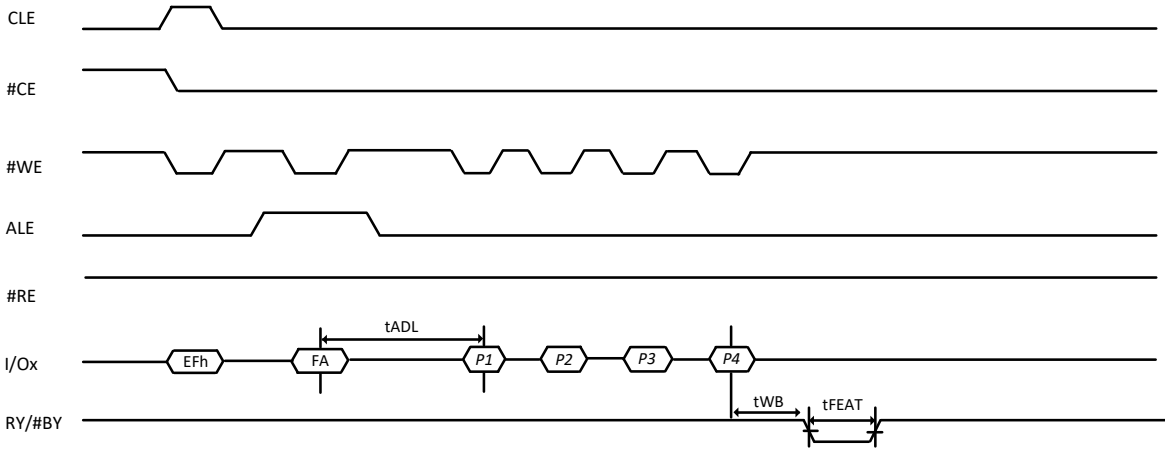 CLE
#CE
#WE
ALE
#RE
tADL
I/Ox EFh FA P1 P2 P3 P4
tWB tFEAT
RY/#BY